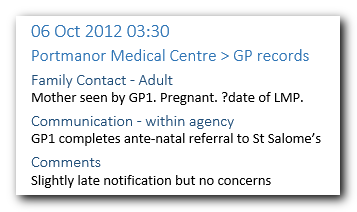 06 Oct 2012 03:30
Portmanor Medical Centre > GP records
Family Contact - Adult
Mother seen by GP1. Pregnant. ?date of LMP.
Communication - within agency
GP1 completes ante-natal referral to St Salome’s
Comments
Slightly late notification but no concerns